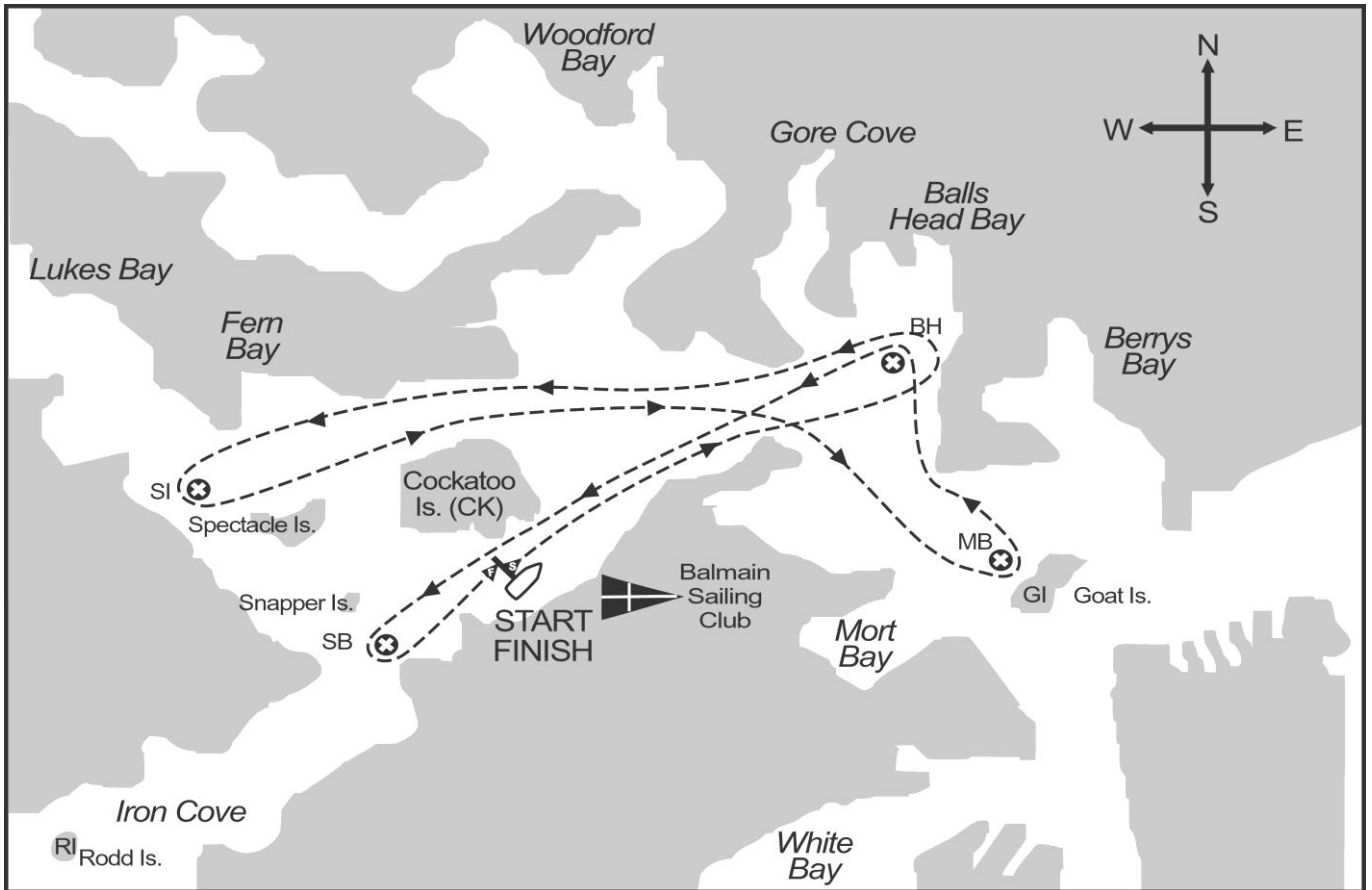 Woodford
Bay
N
W
E
S
Gore Cove
Balls
Head Bay
Lukes Bay
Fern
Bay
BH
Berrys
Bay
SI
Cockatoo
Is. (CK)
Spectacle Is.
MB
F
S
Balmain
Sailing
Club
GI
Goat Is.
Snapper Is.
START
FINISH
SB
Mort
Bay
Iron Cove
RI
Rodd Is.
White
Bay